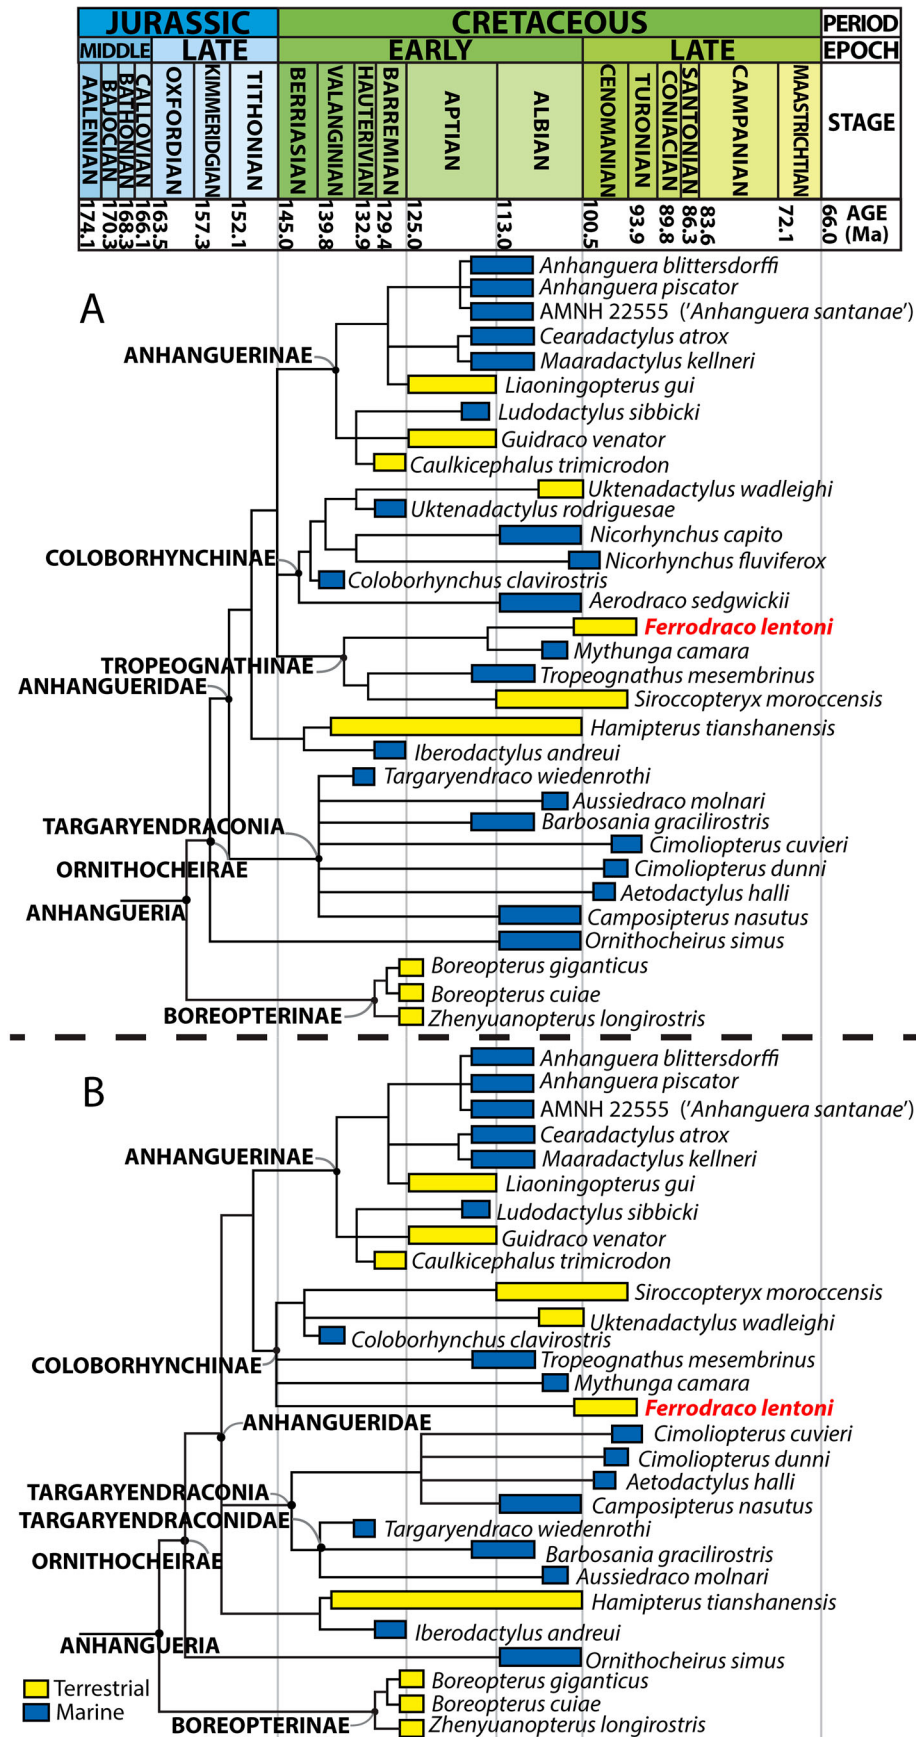 JURASSIC CRETACEOUS PERIOD
MIDDLE LATE EARLY LATE EPOCH
AALENIAN BAJOCIAN BATHONIAN CALLOVIAN OXFORDIAN KIMMERIDGIAN TITHONIAN BERRIASIAN VALANGINIAN HAUTERIVIAN BARREMIAN APTIAN ALBIAN CENOMANIAN TURONIAN CONIACIAN SANTONIAN CAMPANIAN MAASTRICHTIAN STAGE
174.1 170.3 168.3 166.1 163.5 157.3 152.1 145.0 139.8 132.9 129.4 125.0 113.0 100.5 93.9 89.8 86.3 83.6 72.1 66.0 AGE (Ma)
A
Anhanguera blittersdorffi
Anhanguera piscator
AMNH 22555 ('Anhanguera santanae')
Cearadactylus atrox
ANHANGUERINAE
Maaradactylus kellneri
Liaoningopterus gui
Ludodactylus sibbicki
Guidraco venator
Caulkicephalus trimicrodon
Uktenadactylus wadleighi
Uktenadactylus rodriguesae
Nicorhynchus capito
COLOBORHYNCHINAE
Nicorhynchus fluviferox
Coloborhynchus clavirostris
Aerodraco sedgwickii
Ferrodraco lentoni
Mythunga camara
TROPEOGNATHINAE
Tropeognathus mesembrinus
ANHANGUERIDAE
Siroccopteryx moroccensis
Hamipterus tianshanensis
Iberodactylus andreui
Targaryendraco wiedenrothi
Aussiedraco molnari
Barbosania gracilirostris
TARGARYENDRACONIA
Cimoliopterus cuvieri
ORNITHOCHEIRAE
Cimoliopterus dunni
Aetodactylus halli
ANHANGUERIA
Camposipterus nasutus
Ornithocheirus simus
Boreopterus giganticus
Boreopterus cuiae
BOREOPTERINAE
Zhenyuanopterus longirostris
B
Anhanguera blittersdorffi
Anhanguera piscator
AMNH 22555 ('Anhanguera santanae')
Cearadactylus atrox
ANHANGUERINAE
Maaradactylus kellneri
Liaoningopterus gui
Ludodactylus sibbicki
Guidraco venator
Caulkicephalus trimicrodon
Siroccopteryx moroccensis
Uktenadactylus wadleighi
Coloborhynchus clavirostris
COLOBORHYNCHINAE
Tropeognathus mesembrinus
Mythunga camara
Ferrodraco lentoni
ANHANGUERIDAE
Cimoliopterus cuvieri
Cimoliopterus dunni
Aetodactylus halli
TARGARYENDRACONIA
Camposipterus nasutus
TARGARYENDRACONIDAE
Targaryendraco wiedenrothi
Barbosania gracilirostris
ORNITHOCHEIRAE
Aussiedraco molnari
Hamipterus tianshanensis
Iberodactylus andreui
ANHANGUERIA
Ornithocheirus simus
Boreopterus giganticus
Boreopterus cuiae
BOREOPTERINAE
Zhenyuanopterus longirostris
Terrestrial
Marine